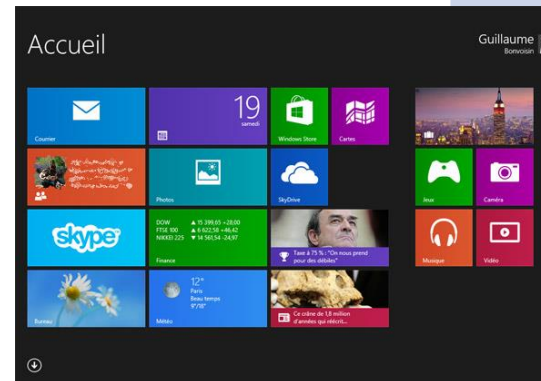 Accueil
Guillaume
Bonvoisin
Courrier
19
samedi
Windows Store
Cartes
Photos
SkyDrive
Jeux
Caméra
skype
DOW ▲ 15 399,65 +28,00
FTSE 100 ▲ 6 622,58 +46,42
NIKKEI 225 ▼ 14 561,54 -24,97
Finance
Taxe à 75 % : "On nous prend
pour des débiles"
Musique
Vidéo
Bureau
12°
Paris
Beau temps
9°/18°
Météo
Ce crâne de 1,8 million
d'années qui réécrit...